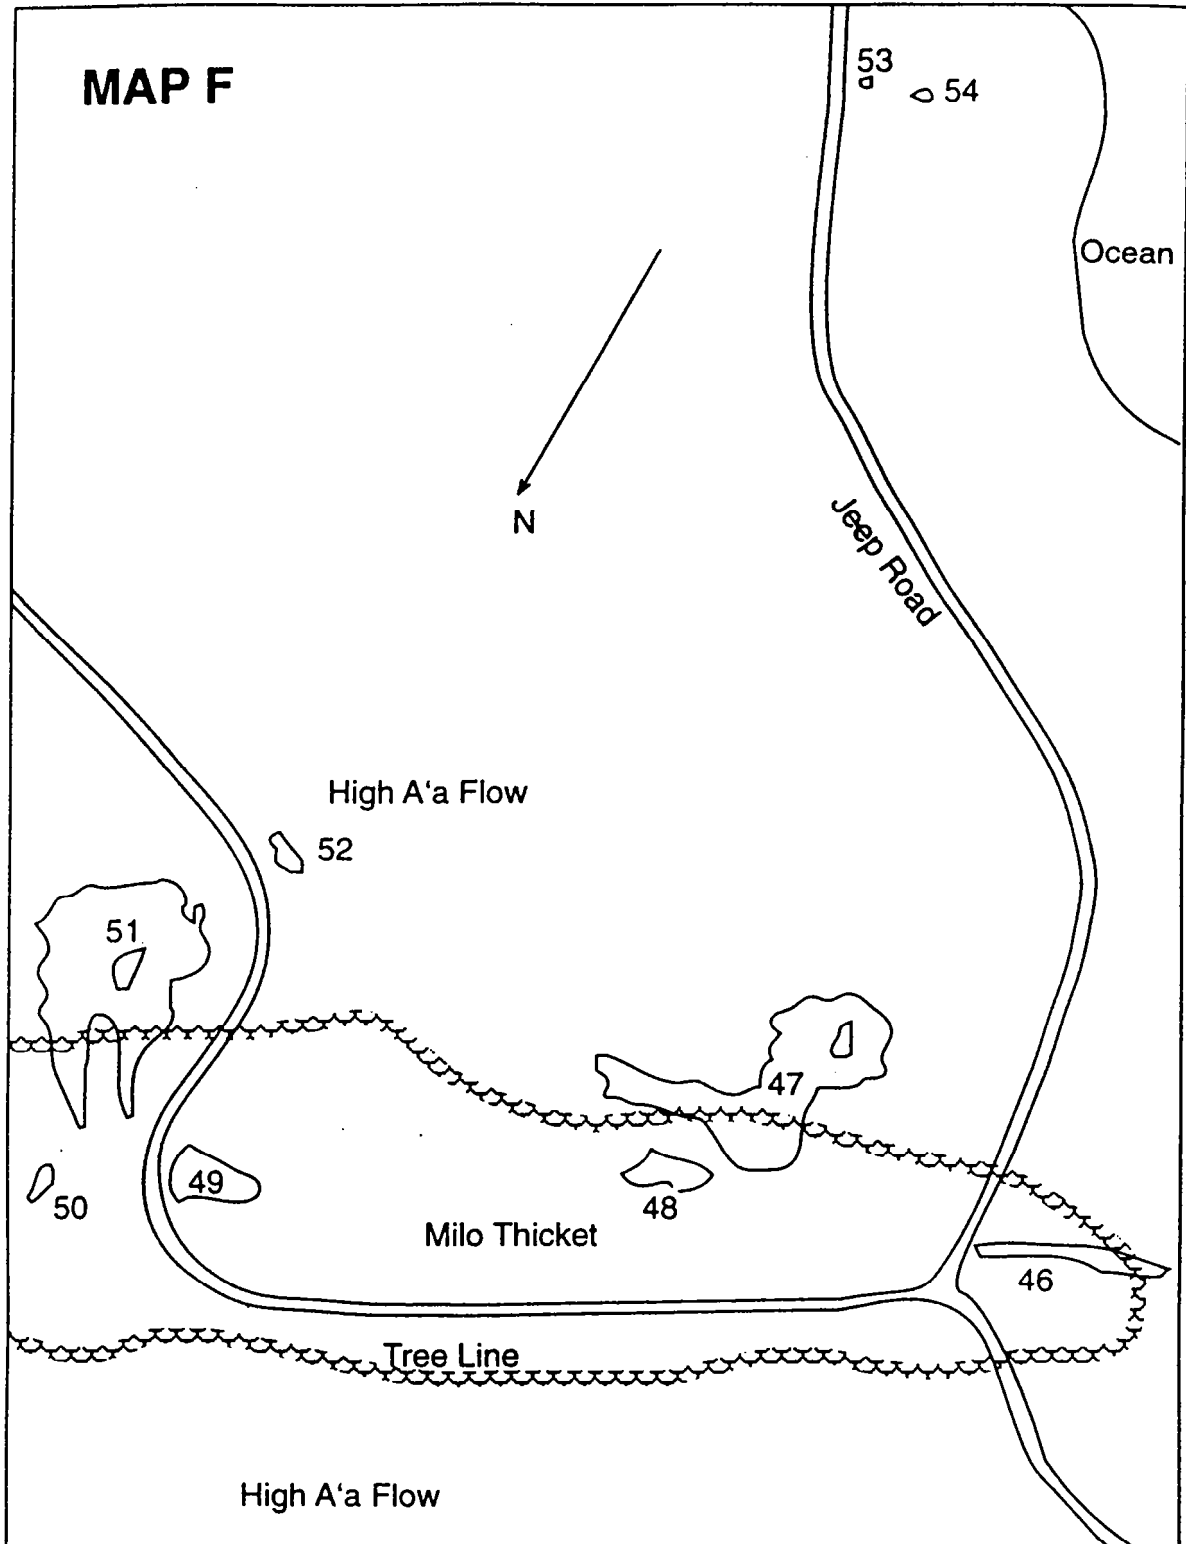 MAP F
53
54
Ocean
N
Jeep Road
High A‘a Flow
52
51
47
49
50
48
Milo Thicket
46
Tree Line
High A‘a Flow